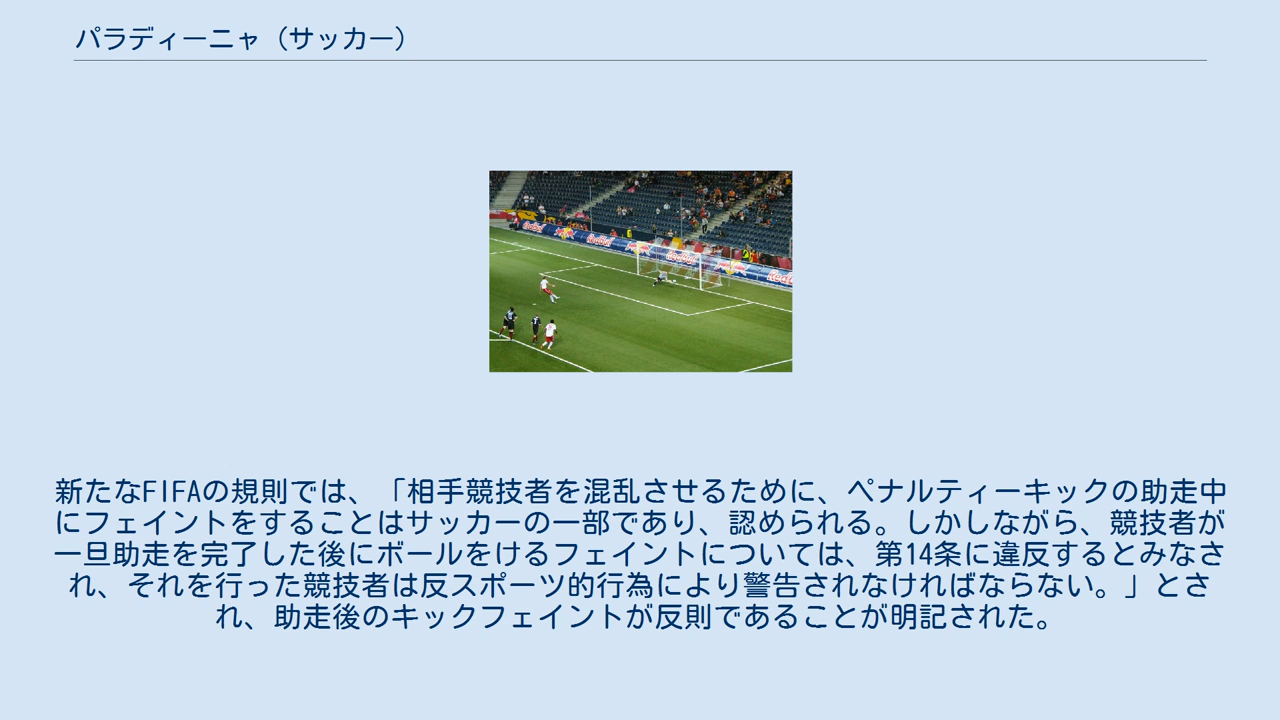 パラディーニャ（サッカー）
RedBull RedBull RedBull RedBull
新たなFIFAの規則では、「相手競技者を混乱させるために、ペナルティーキックの助走中
にフェイントをすることはサッカーの一部であり、認められる。しかしながら、競技者が
一旦助走を完了した後にボールをけるフェイントについては、第14条に違反するとみなさ
れ、それを行った競技者は反スポーツ的行為により警告されなければならない。」とさ
れ、助走後のキックフェイントが反則であることが明記された。